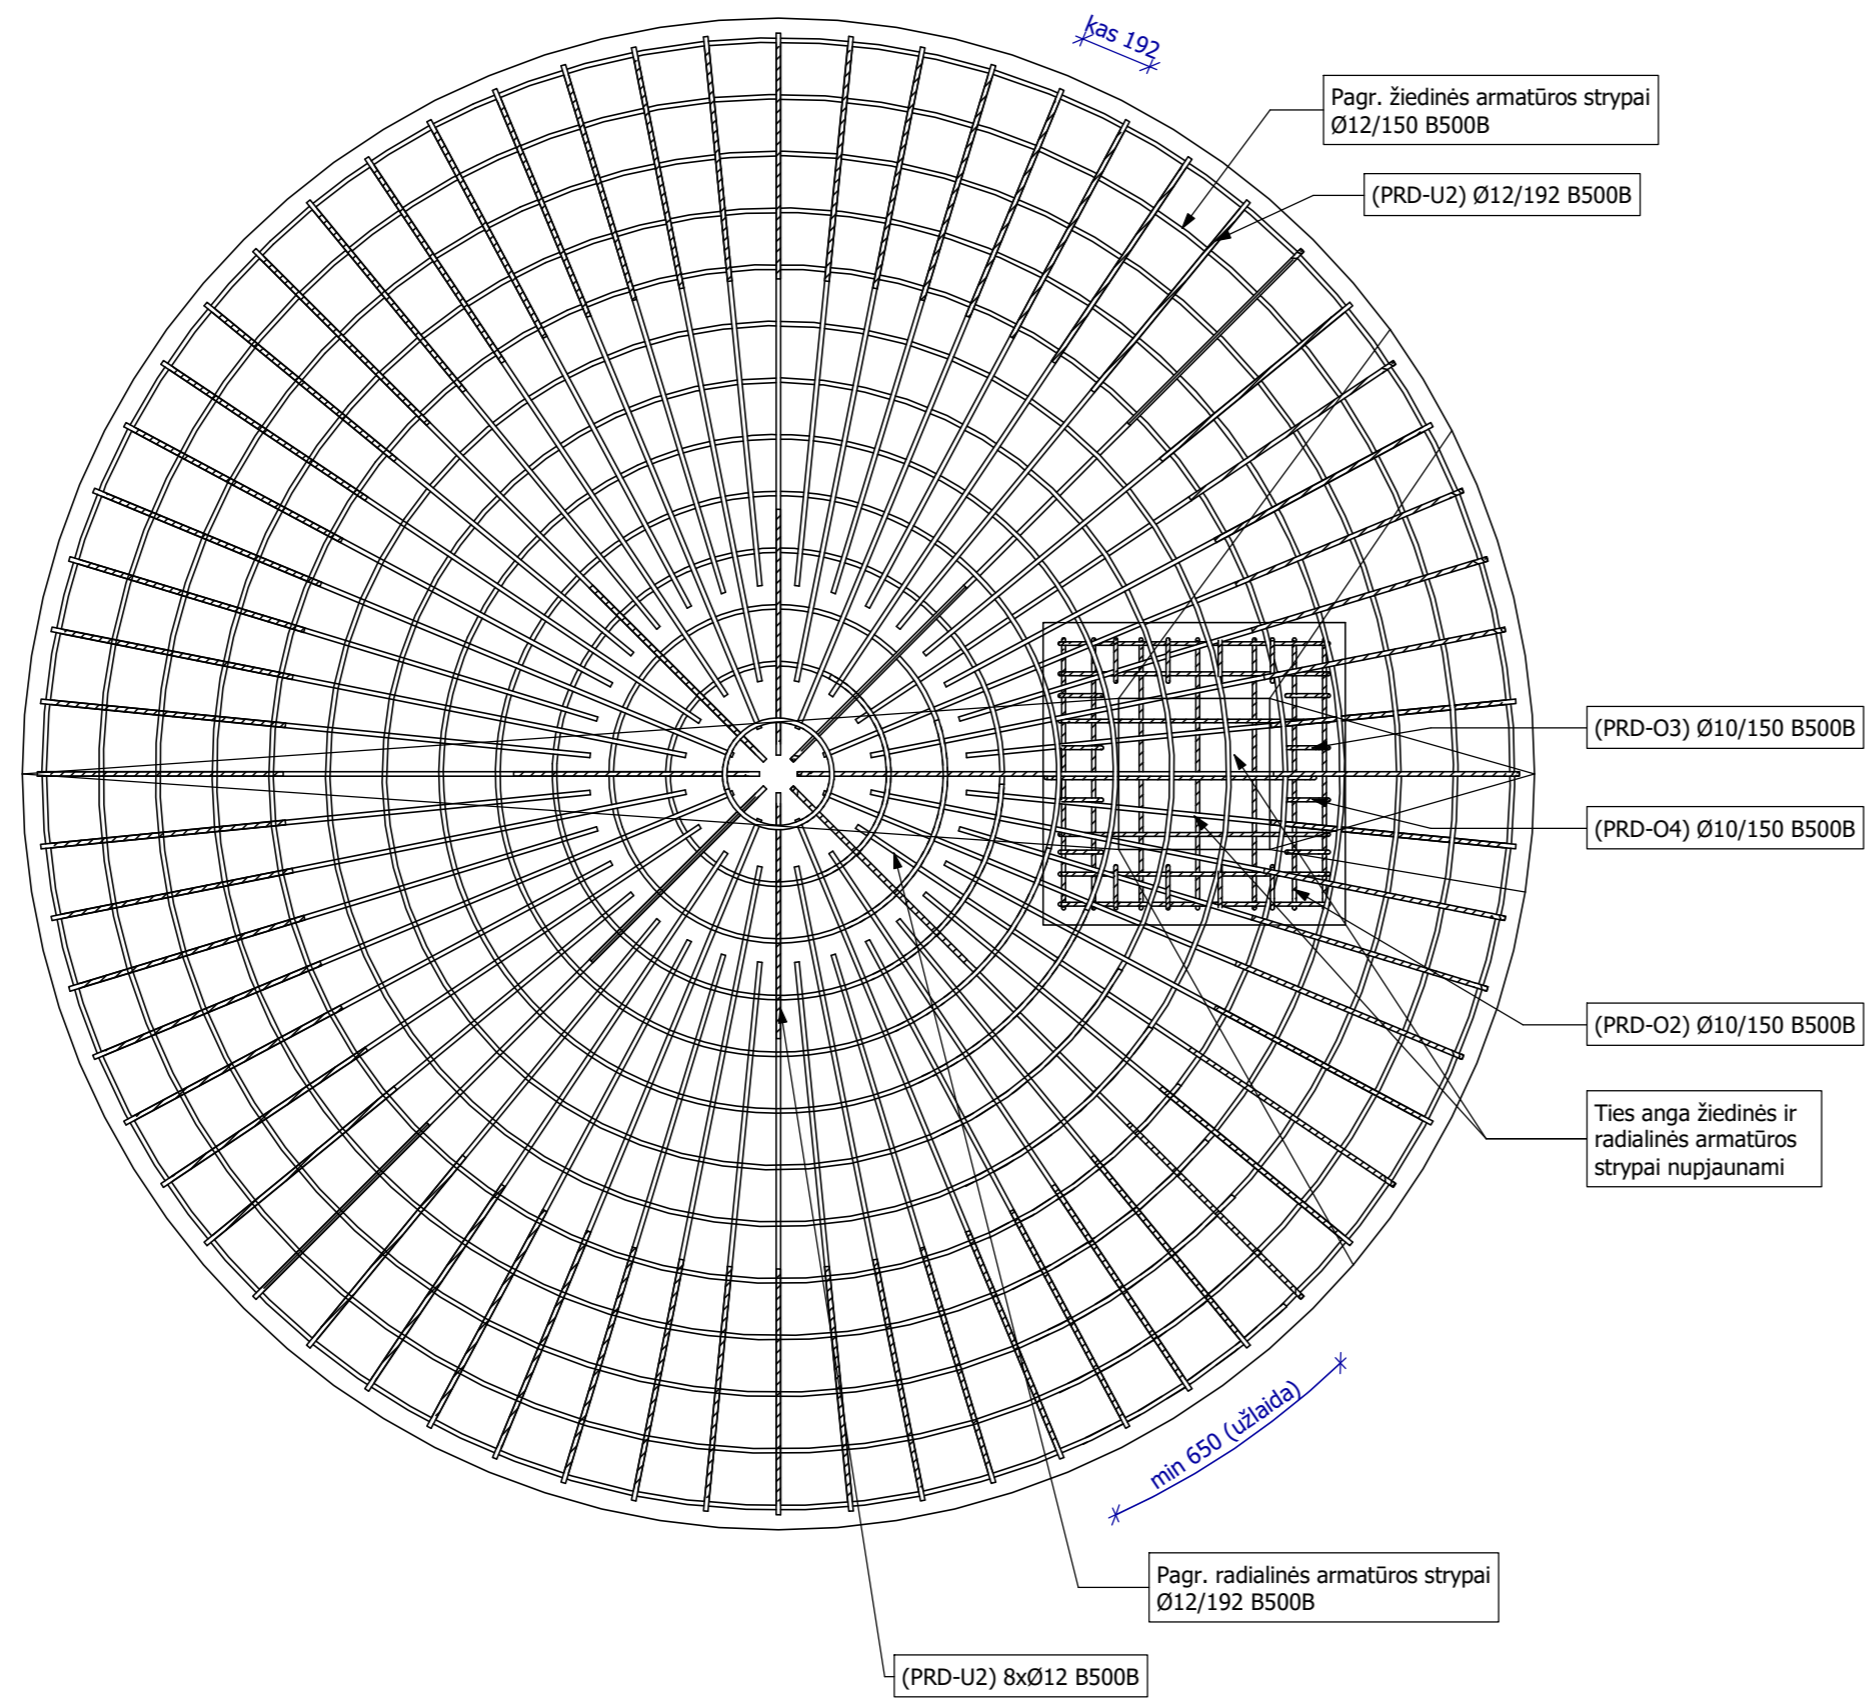 kas 192
Pagr. žiedinės armatūros strypai
Ø12/150 B500B
(PRD-U2) Ø12/192 B500B
(PRD-O3) Ø10/150 B500B
(PRD-O4) Ø10/150 B500B
(PRD-O2) Ø10/150 B500B
Ties anga žiedinės ir
radialinės armatūros
strypai nupjaunami
min 650 (užlaida)
Pagr. radialinės armatūros strypai
Ø12/192 B500B
(PRD-U2) 8xØ12 B500B